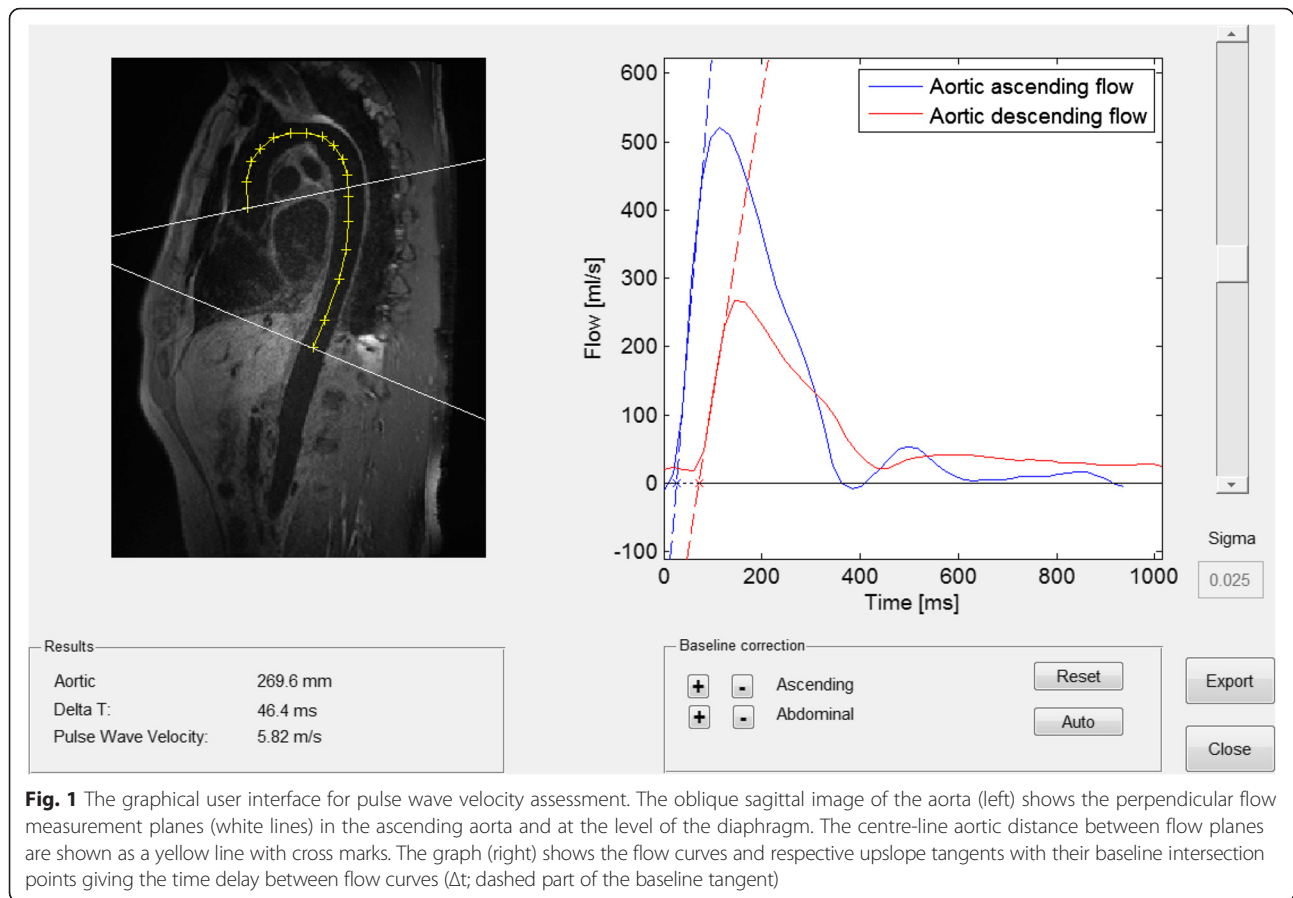 600
500
400
300
200
100
0
-100
Flow [ml/s]
Aortic ascending flow
Aortic descending flow
0 200 400 600 800 1000
Time [ms]
Sigma
0.025
Results
Aortic 269.6 mm
Delta T: 46.4 ms
Pulse Wave Velocity: 5.82 m/s
Baseline correction
+ - Ascending
+ - Abdominal
Reset
Auto
Export
Close
Fig. 1 The graphical user interface for pulse wave velocity assessment. The oblique sagittal image of the aorta (left) shows the perpendicular flow
measurement planes (white lines) in the ascending aorta and at the level of the diaphragm. The centre-line aortic distance between flow planes
are shown as a yellow line with cross marks. The graph (right) shows the flow curves and respective upslope tangents with their baseline intersection
points giving the time delay between flow curves (Δt; dashed part of the baseline tangent)